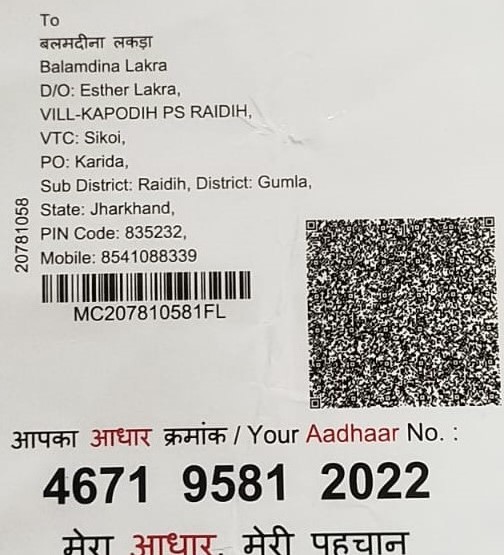 To
बलमदीना लकड़ा
Balamdina Lakra
D/O: Esther Lakra,
VILL-KAPODIH PS RAIDIH,
VTC: Sikoi,
PO: Karida,
Sub District: Raidih, District: Gumla,
State: Jharkhand,
PIN Code: 835232,
Mobile: 8541088339
20781058
MC207810581FL
आपका आधार क्रमांक / Your Aadhaar No. :
4671 9581 2022
मेरा आधार, मेरी पहचान